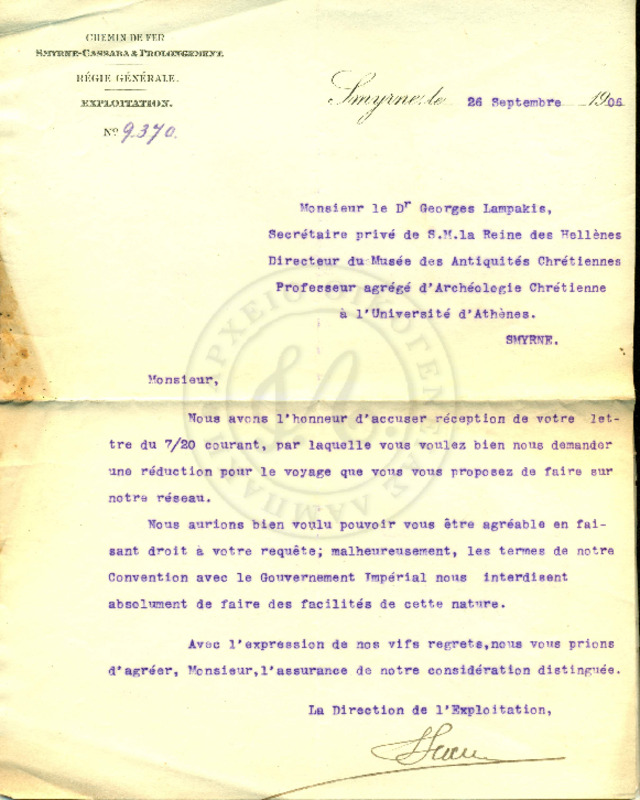 CHEMIN DE FER
SMYRNE-CASSABA & PROLONGEMENT
RÉGIE GÉNÉRALE.
EXPLOITATION.
Nº 9.370.
Smyrne, le 26 Septembre 1906
Monsieur le Dr Georges Lampakis,
Secrétaire privé de S.M.la Reine des Hellènes
Directeur du Musée des Antiquités Chrétiennes
Professeur agrégé d'Archéologie Chrétienne
à l'Université d'Athènes.
SMYRNE.
Monsieur,
Nous avons l'honneur d'accuser réception de votre let-
tre du 7/20 courant, par laquelle vous voulez bien nous demander
une réduction pour le voyage que vous vous proposez de faire sur
notre réseau.
Nous aurions bien voulu pouvoir vous être agréable en fai-
sant droit à votre requête; malheureusement, les termes de notre
Convention avec le Gouvernement Impérial nous interdisent
absolument de faire des facilités de cette nature.
Avec l'expression de nos vifs regrets,nous vous prions
d'agréer, Monsieur,l'assurance de notre considération distinguée.
La Direction de l'Exploitation,
ΑΡΧΕΙΟ ΟΙΚΟΓΕΝΕΙΑΣ ΛΑΜΠΑΚΗ